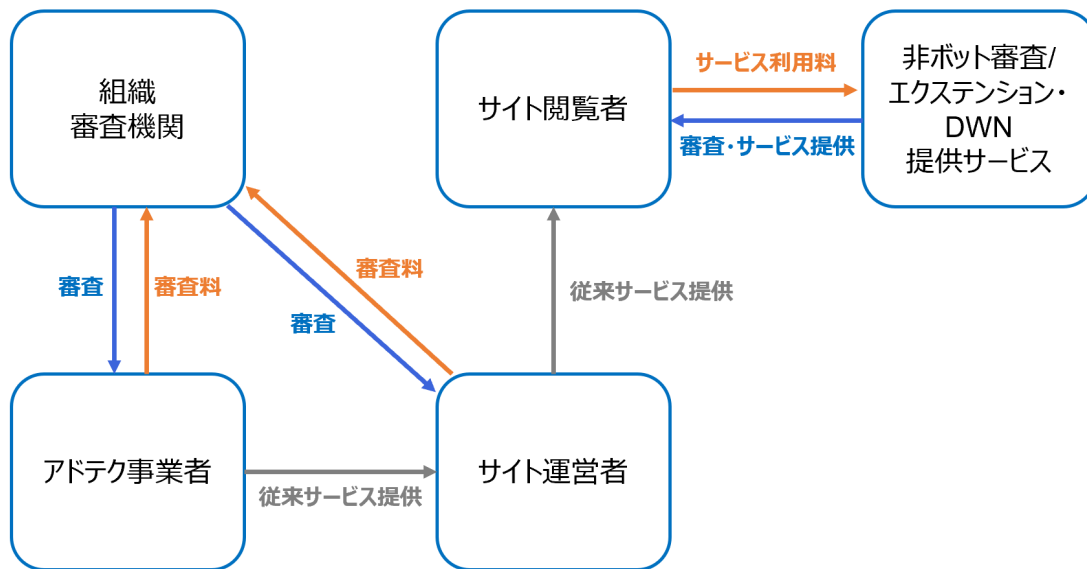 組織
審査機関
サイト閲覧者
サービス利用料
審査・サービス提供
非ボット審査/
エクステンション・
DWN
提供サービス
審査
審査料
審査料
審査
従来サービス提供
アドテク事業者
従来サービス提供
サイト運営者